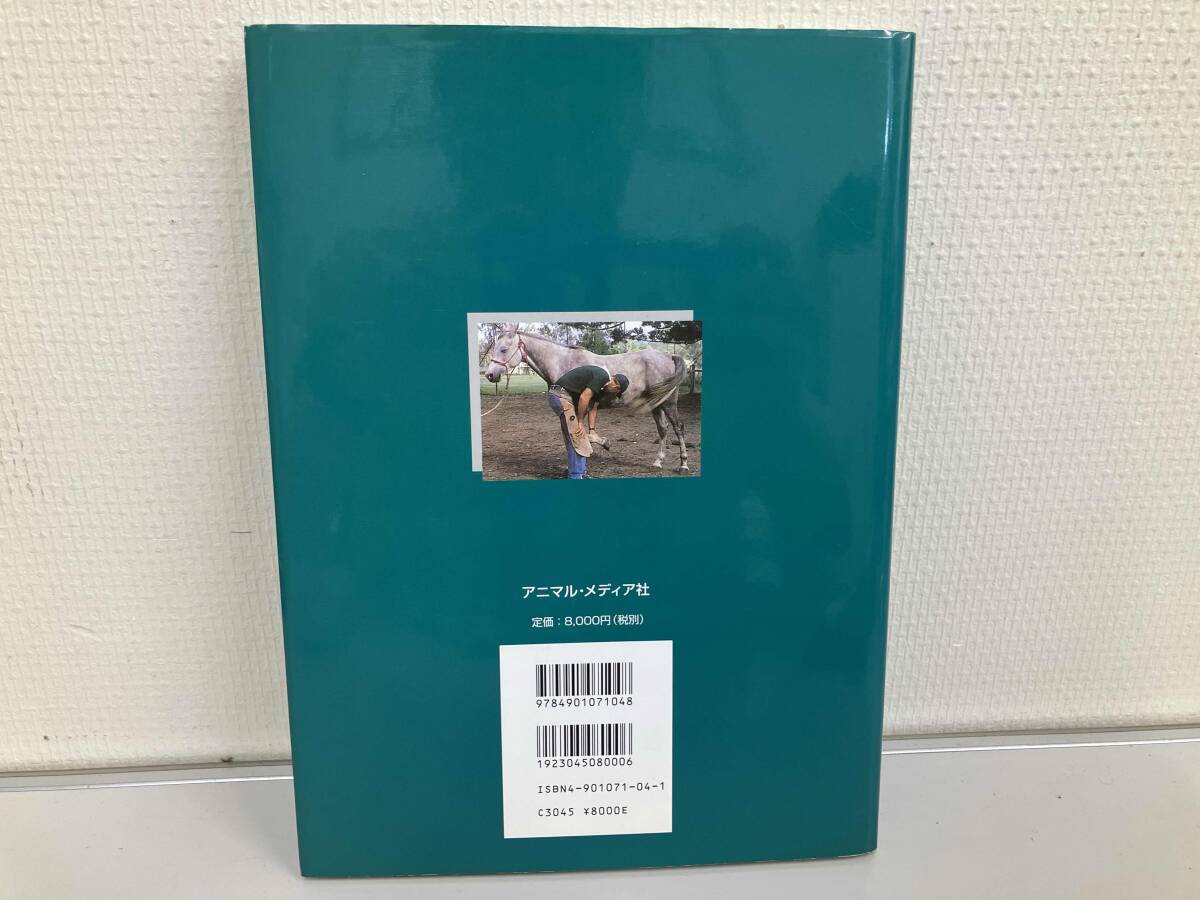 アニマル・メディア社
定価：8,000円（税別）
9784901071048
1923045080006
ISBN4-901071-04-1
C3045 ¥8000E